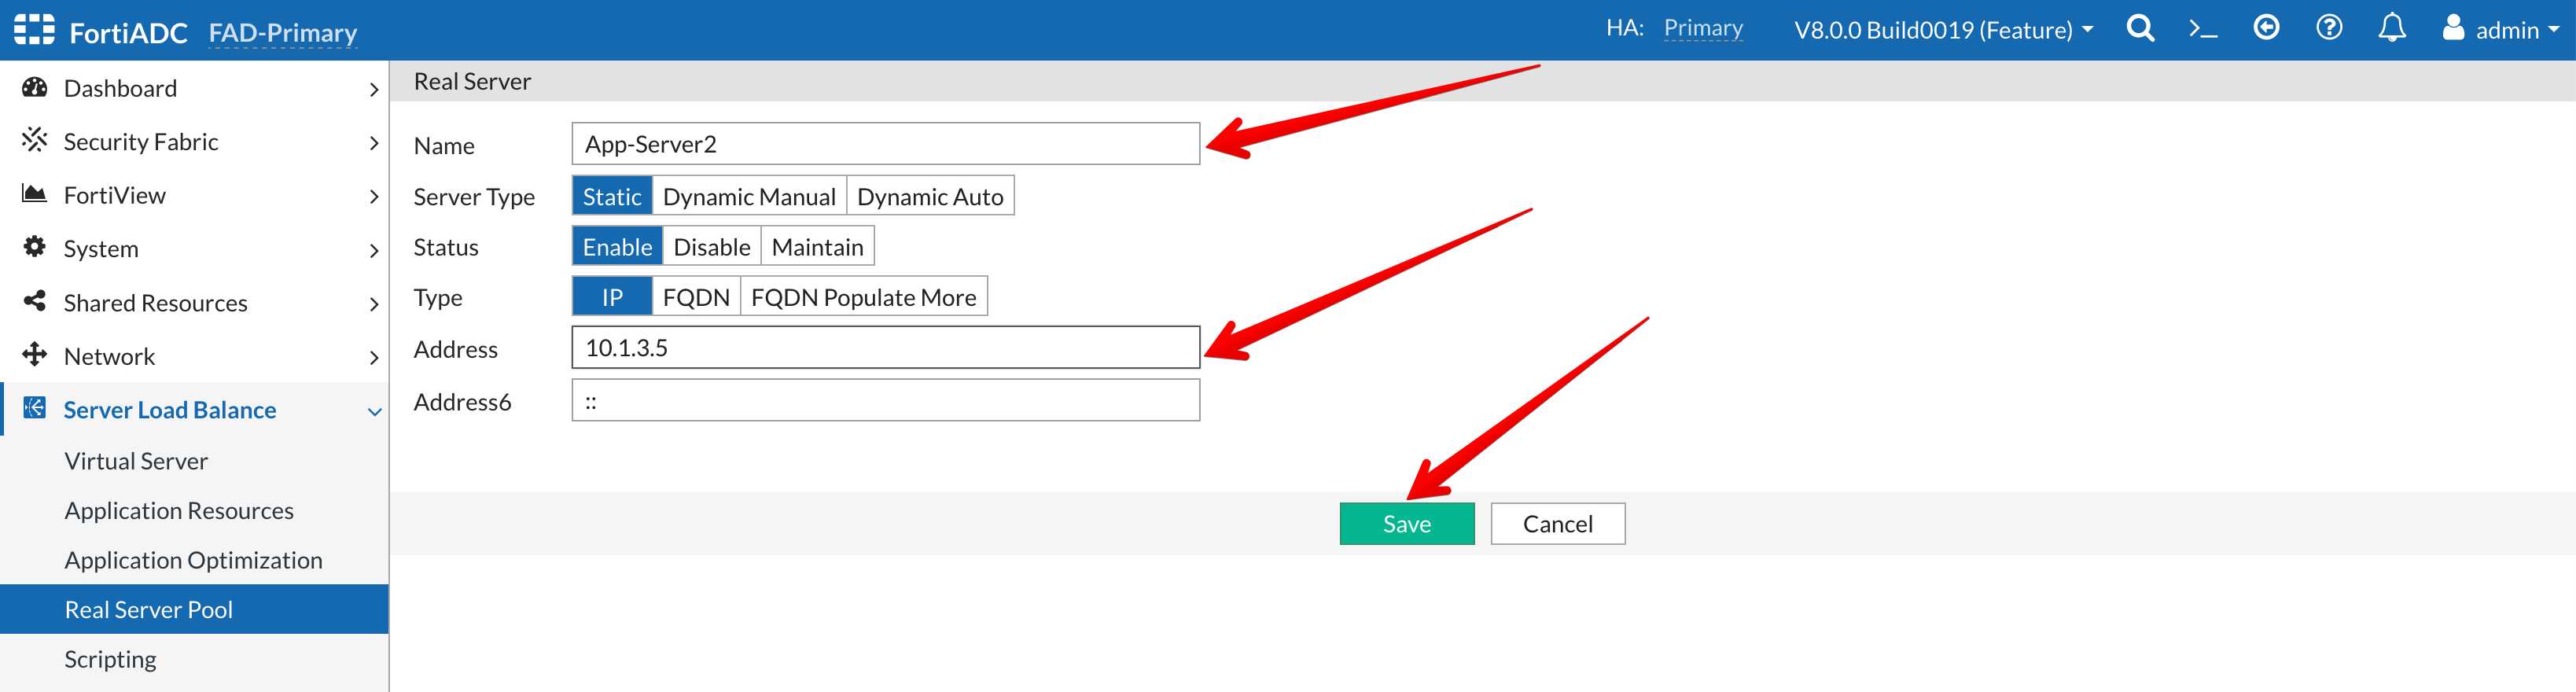 FortiADC FAD-Primary HA: Primary V8.0.0 Build0019 (Feature) admin
Dashboard
Security Fabric
FortiView
System
Shared Resources
Network
Server Load Balance
Virtual Server
Application Resources
Application Optimization
Real Server Pool
Scripting
Real Server
Name App-Server2
Server Type Static Dynamic Manual Dynamic Auto
Status Enable Disable Maintain
Type IP FQDN FQDN Populate More
Address 10.1.3.5
Address6 ::
Save Cancel